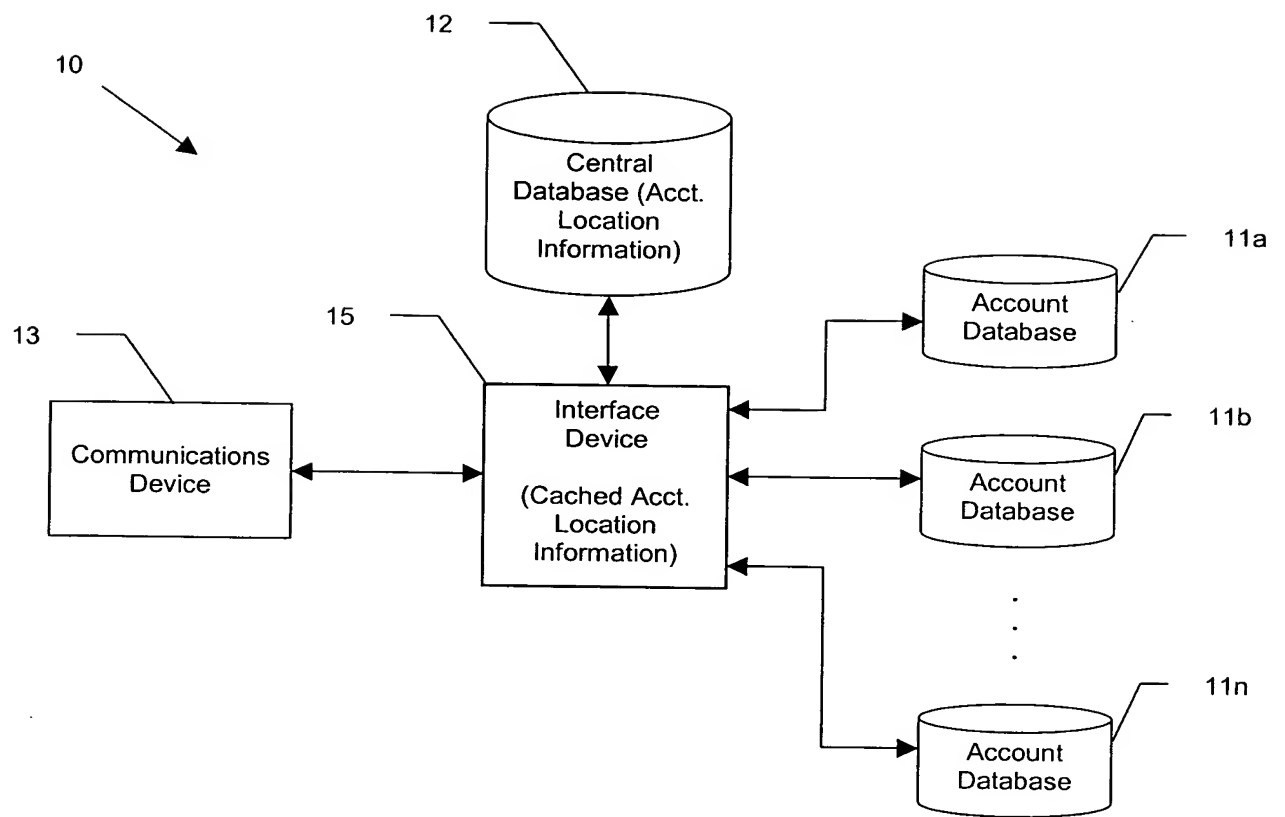 12
10
Central
Database (Acct.
Location
Information)
11a
Account
Database
13
15
Interface
Device
(Cached Acct.
Location
Information)
Communications
Device
11b
Account
Database
11n
Account
Database